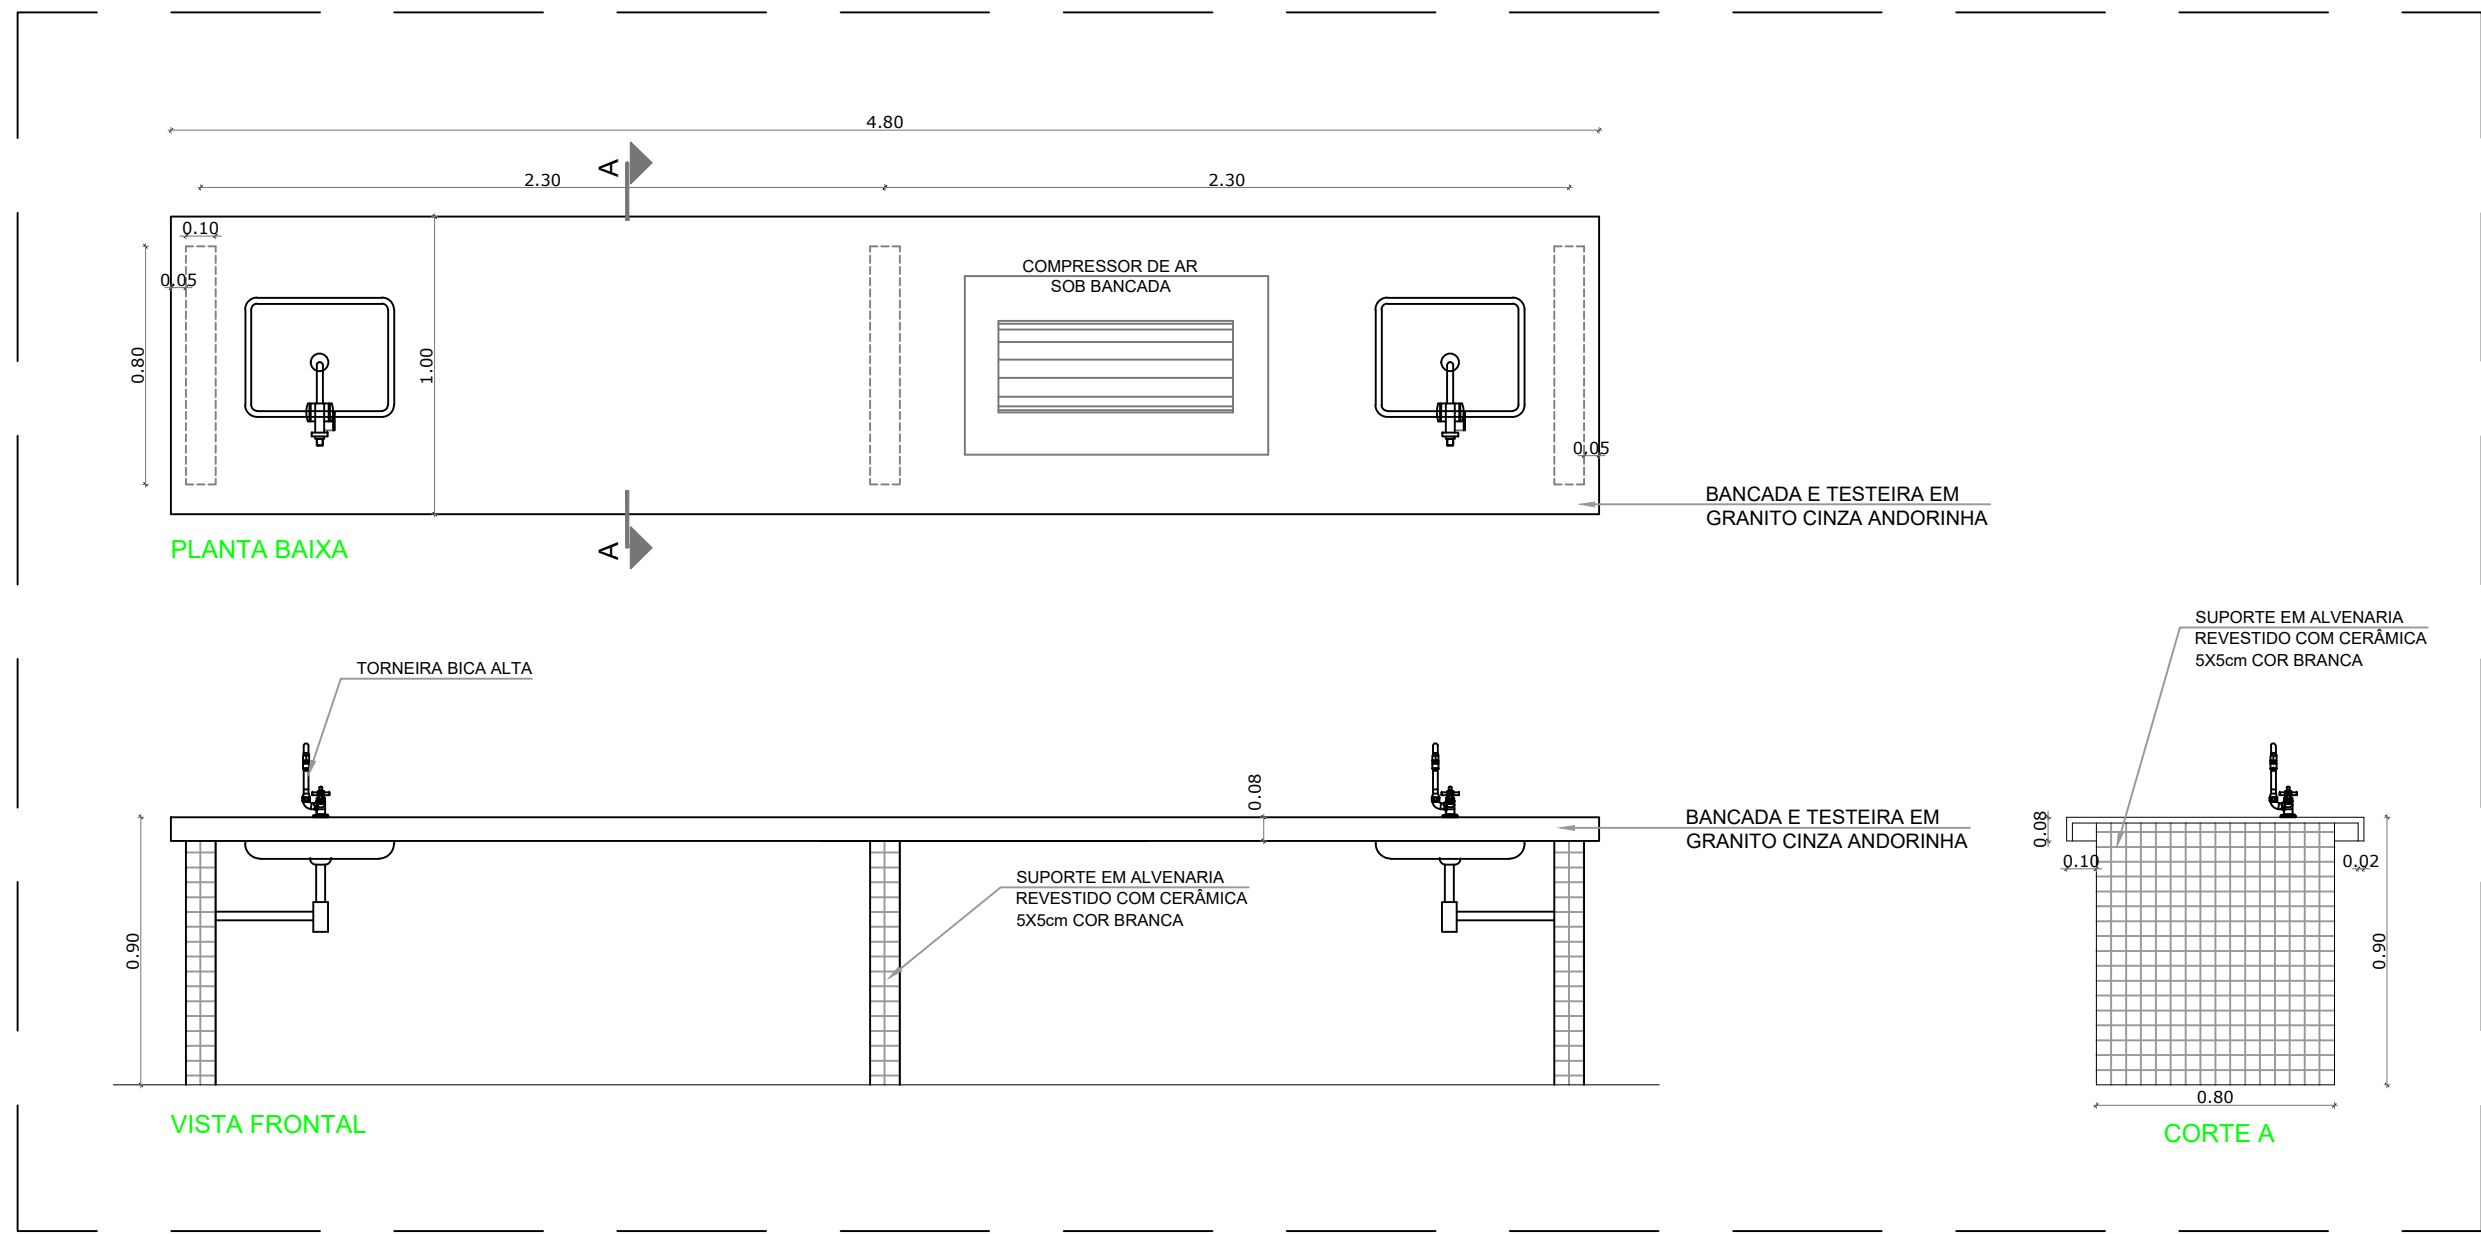 4.80
2.30
A
2.30
0.10
0.05
0.80
1.00
COMPRESSOR DE AR
SOB BANCADA
0.05
BANCADA E TESTEIRA EM
GRANITO CINZA ANDORINHA
PLANTA BAIXA
A
SUPORTE EM ALVENARIA
REVESTIDO COM CERÂMICA
5X5cm COR BRANCA
TORNEIRA BICA ALTA
0.08
BANCADA E TESTEIRA EM
GRANITO CINZA ANDORINHA
0.08
0.10
0.02
SUPORTE EM ALVENARIA
REVESTIDO COM CERÂMICA
5X5cm COR BRANCA
0.90
0.90
0.80
VISTA FRONTAL
CORTE A